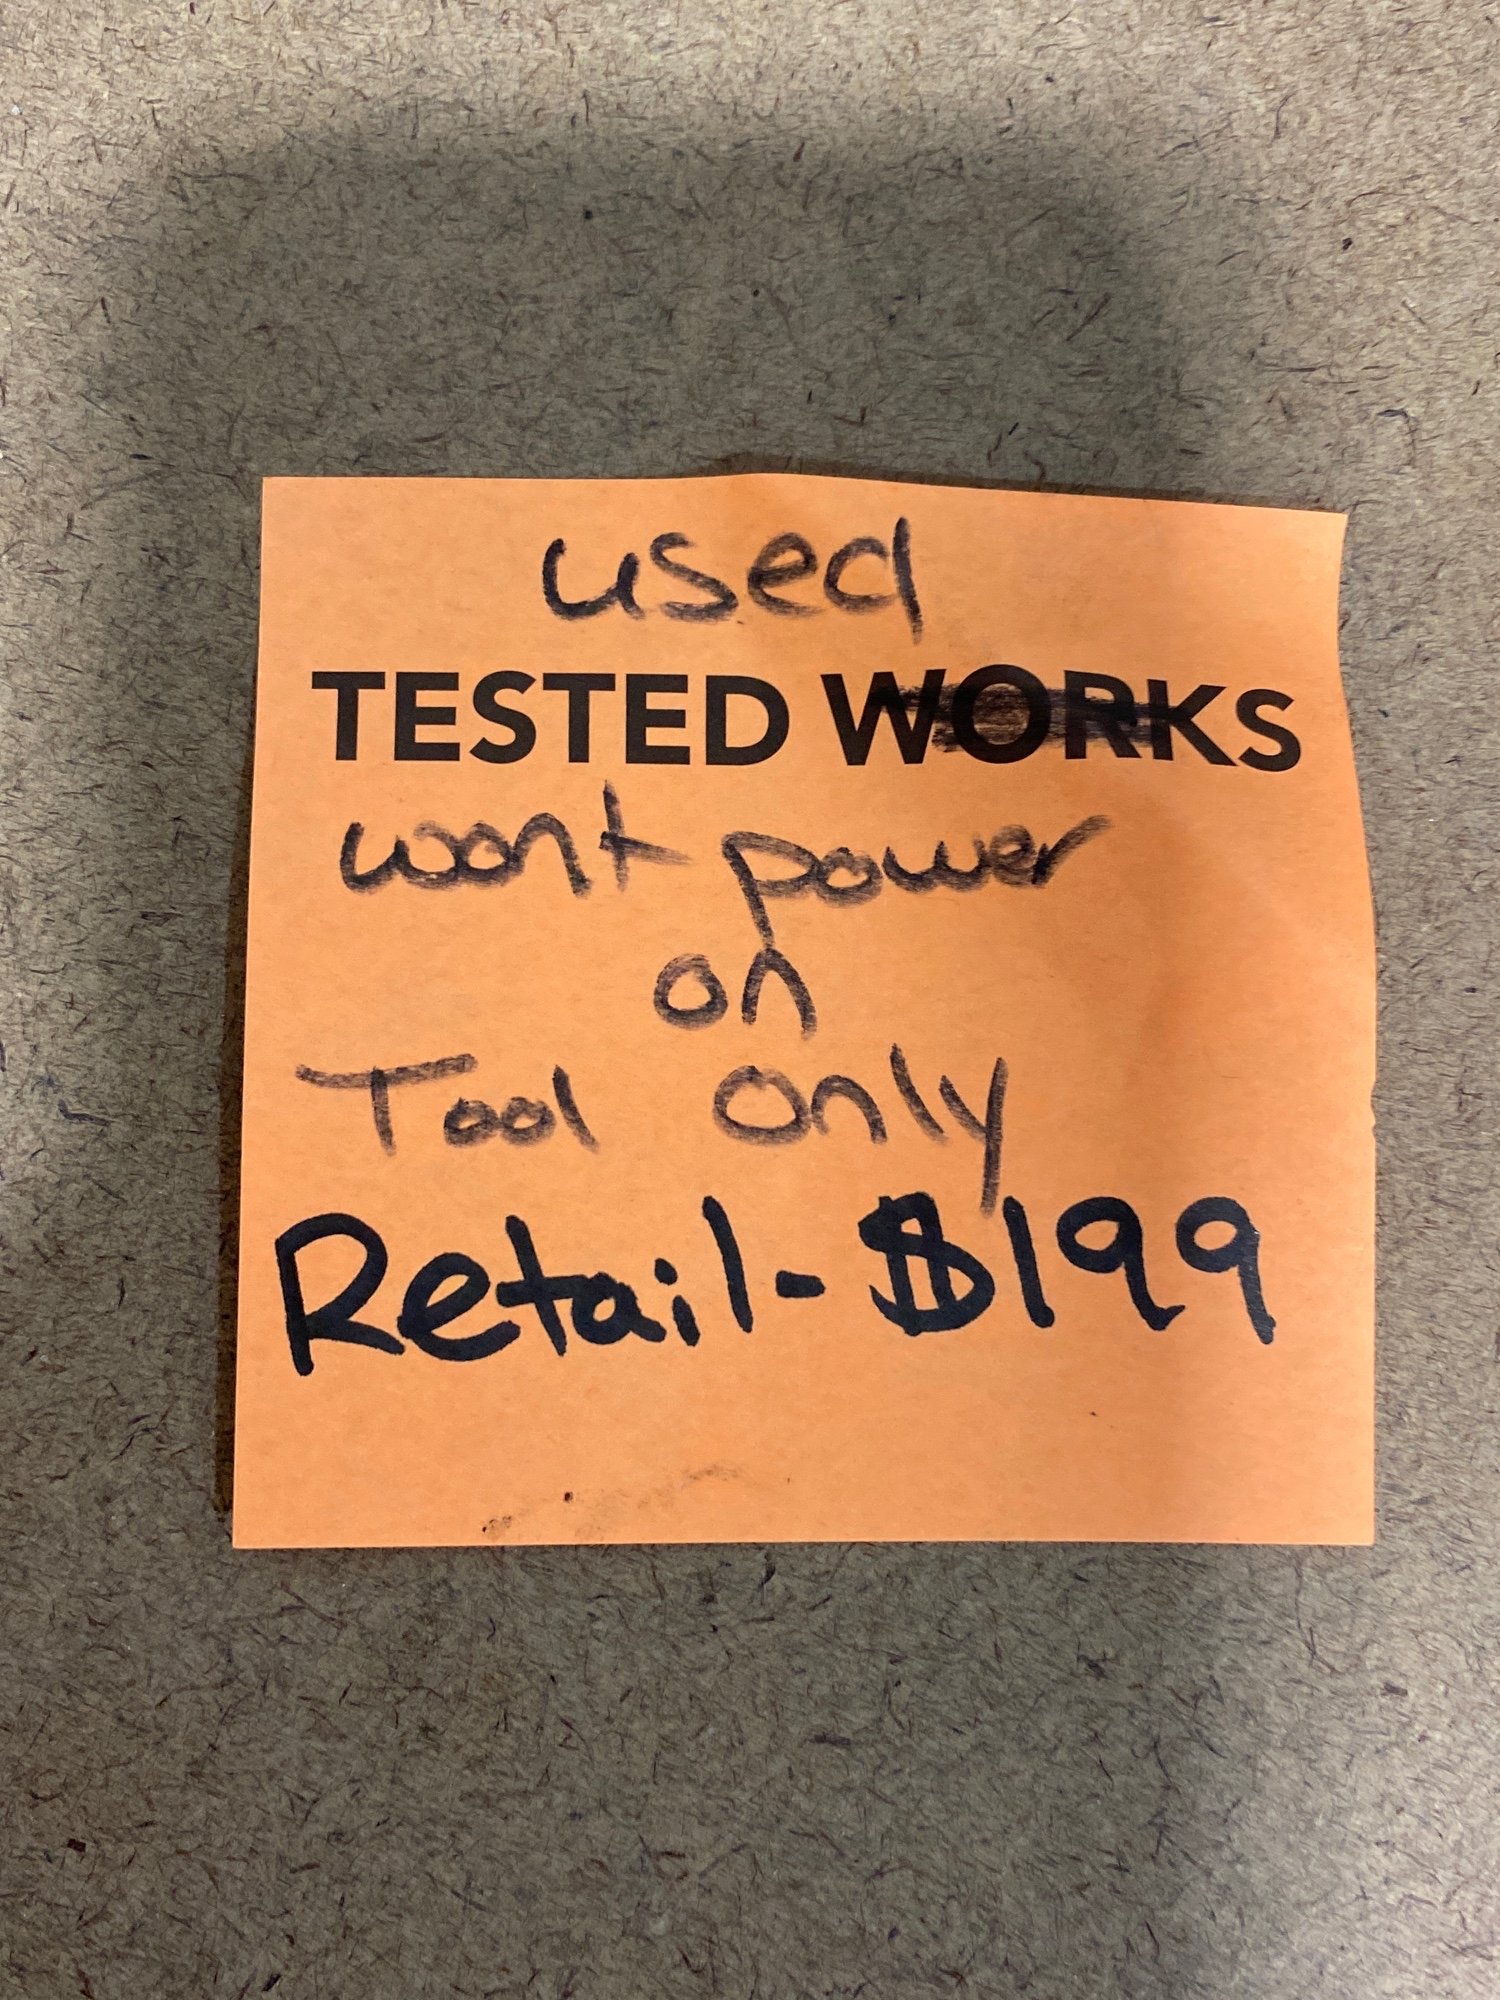 used
TESTED WORKS
wont power
on
Tool only
Retail-$199